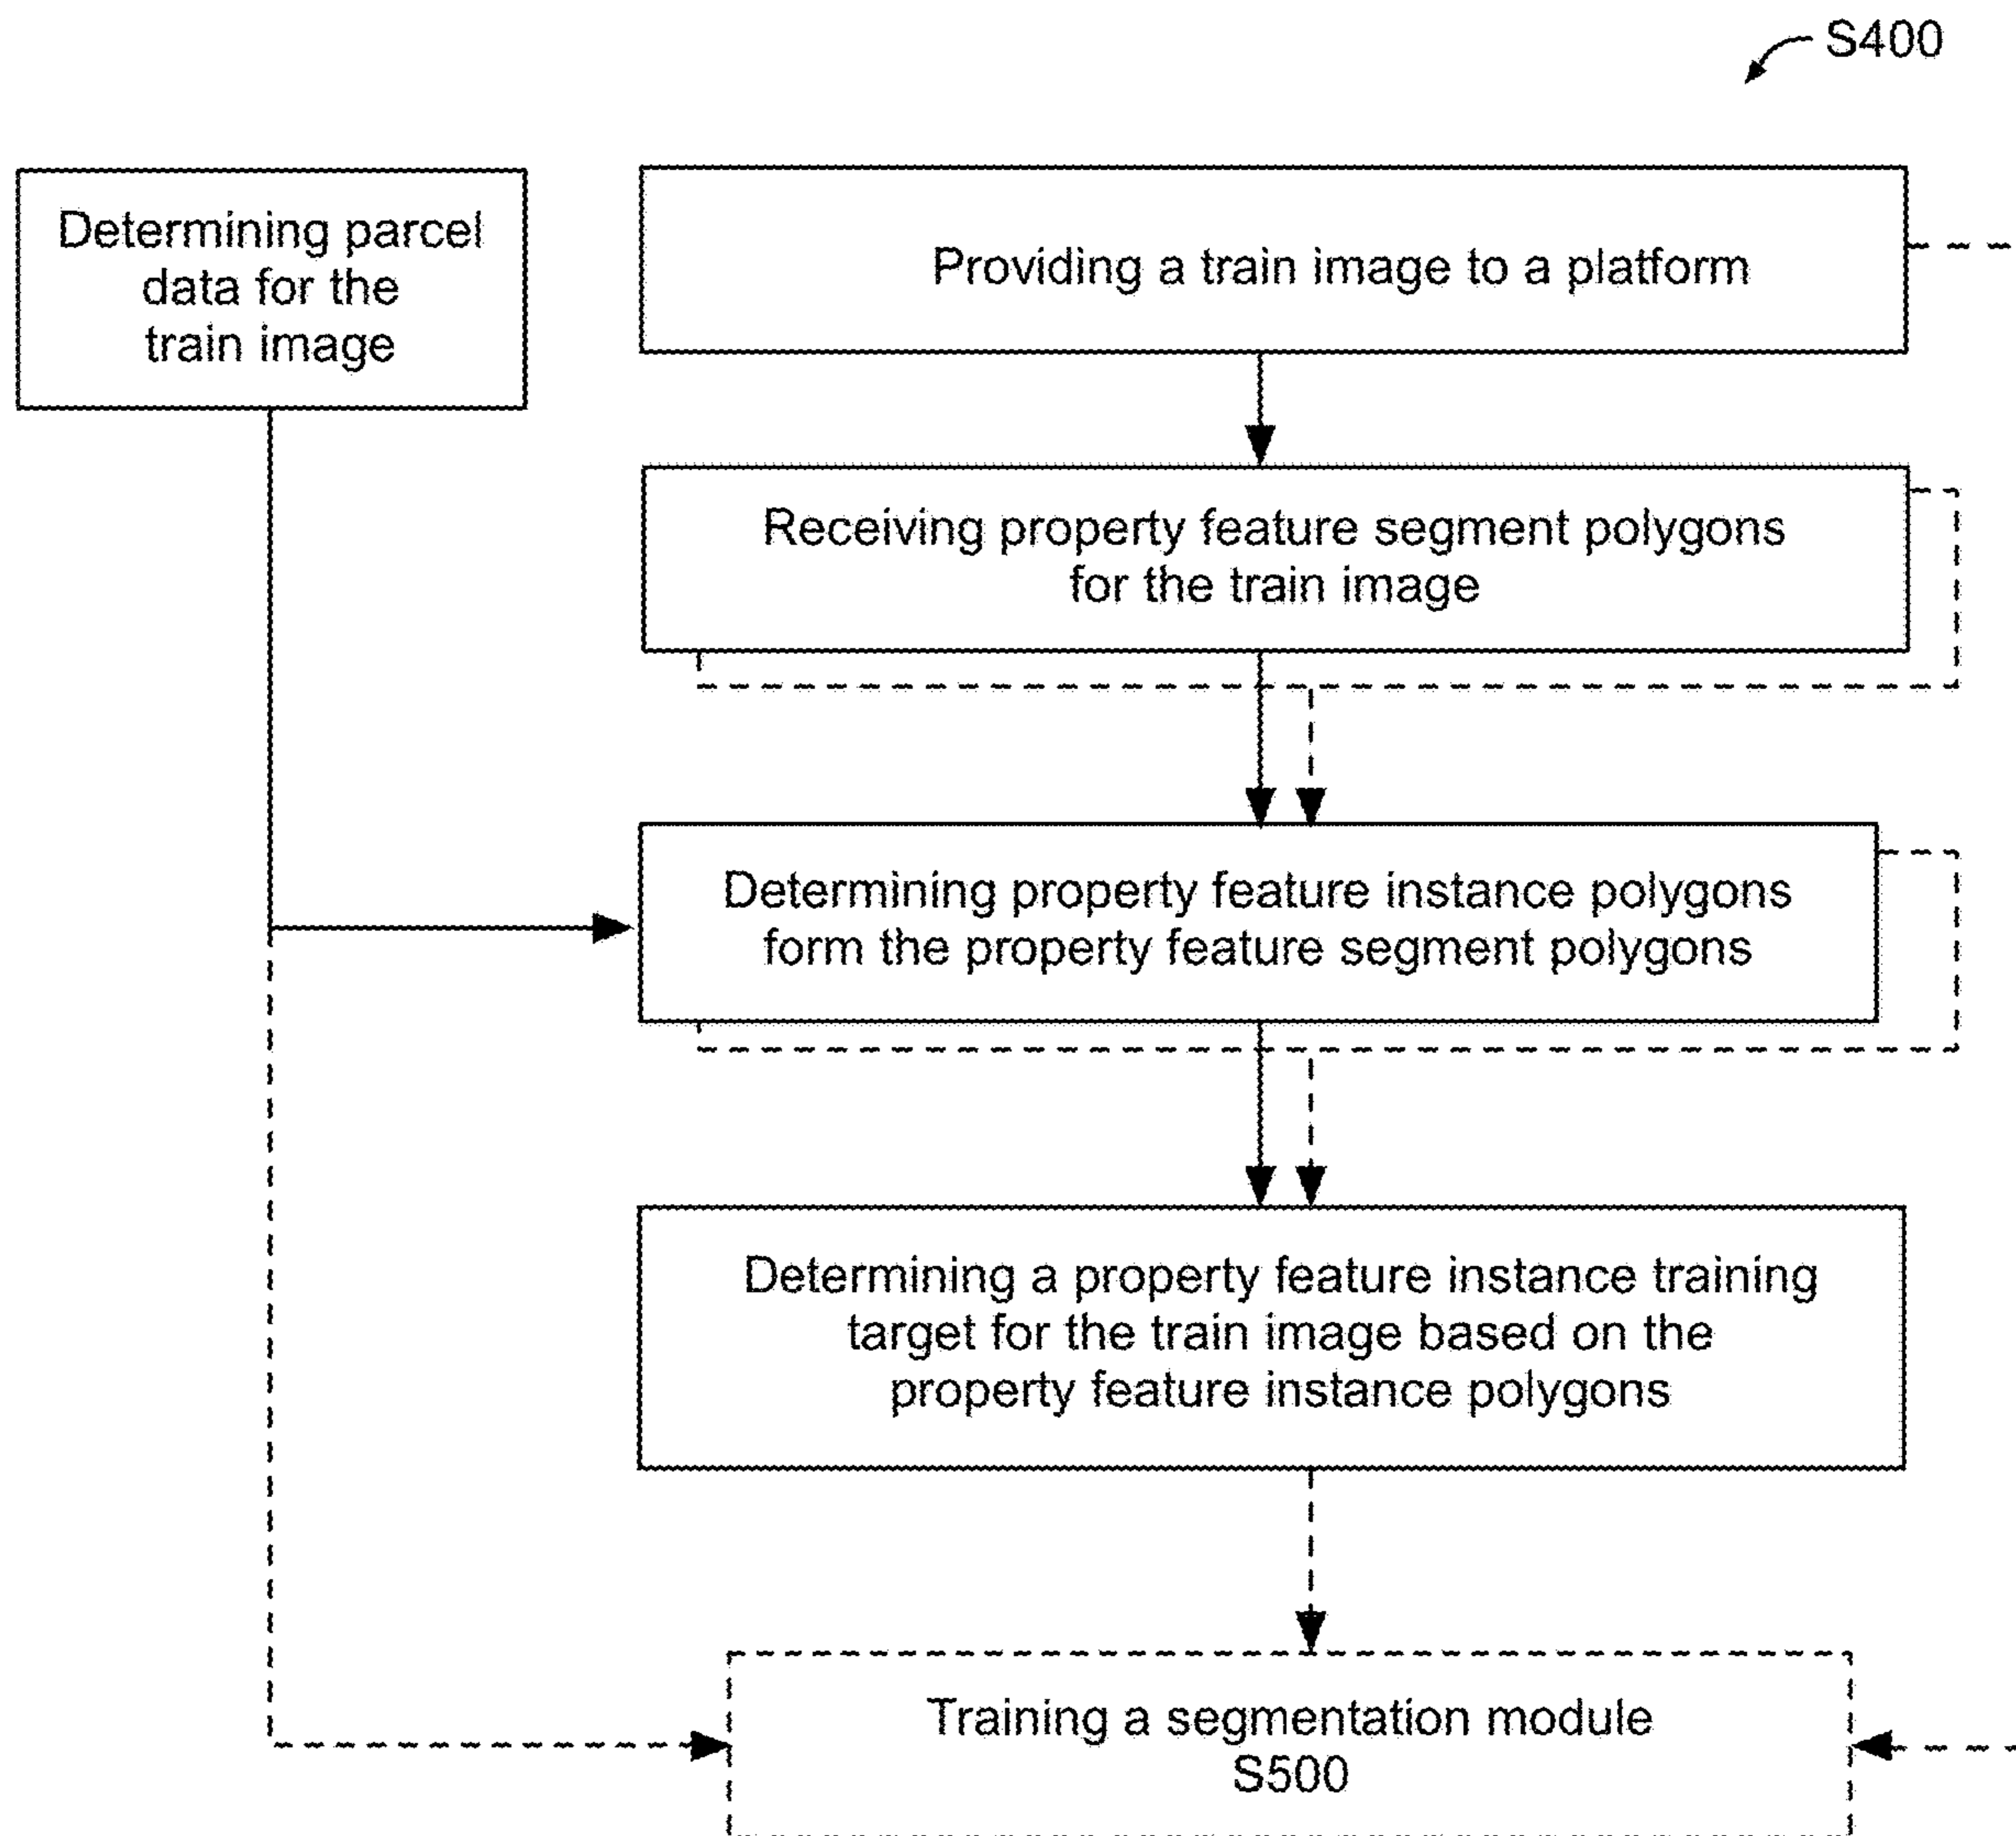 S400
Determining parcel
data for the
train image
Providing a train image to a platform
Receiving property feature segment polygons
for the train image
Determining property feature instance polygons
form the property feature segment polygons
Determining a property feature instance training
target for the train image based on the
property feature instance polygons
Training a segmentation module
S500